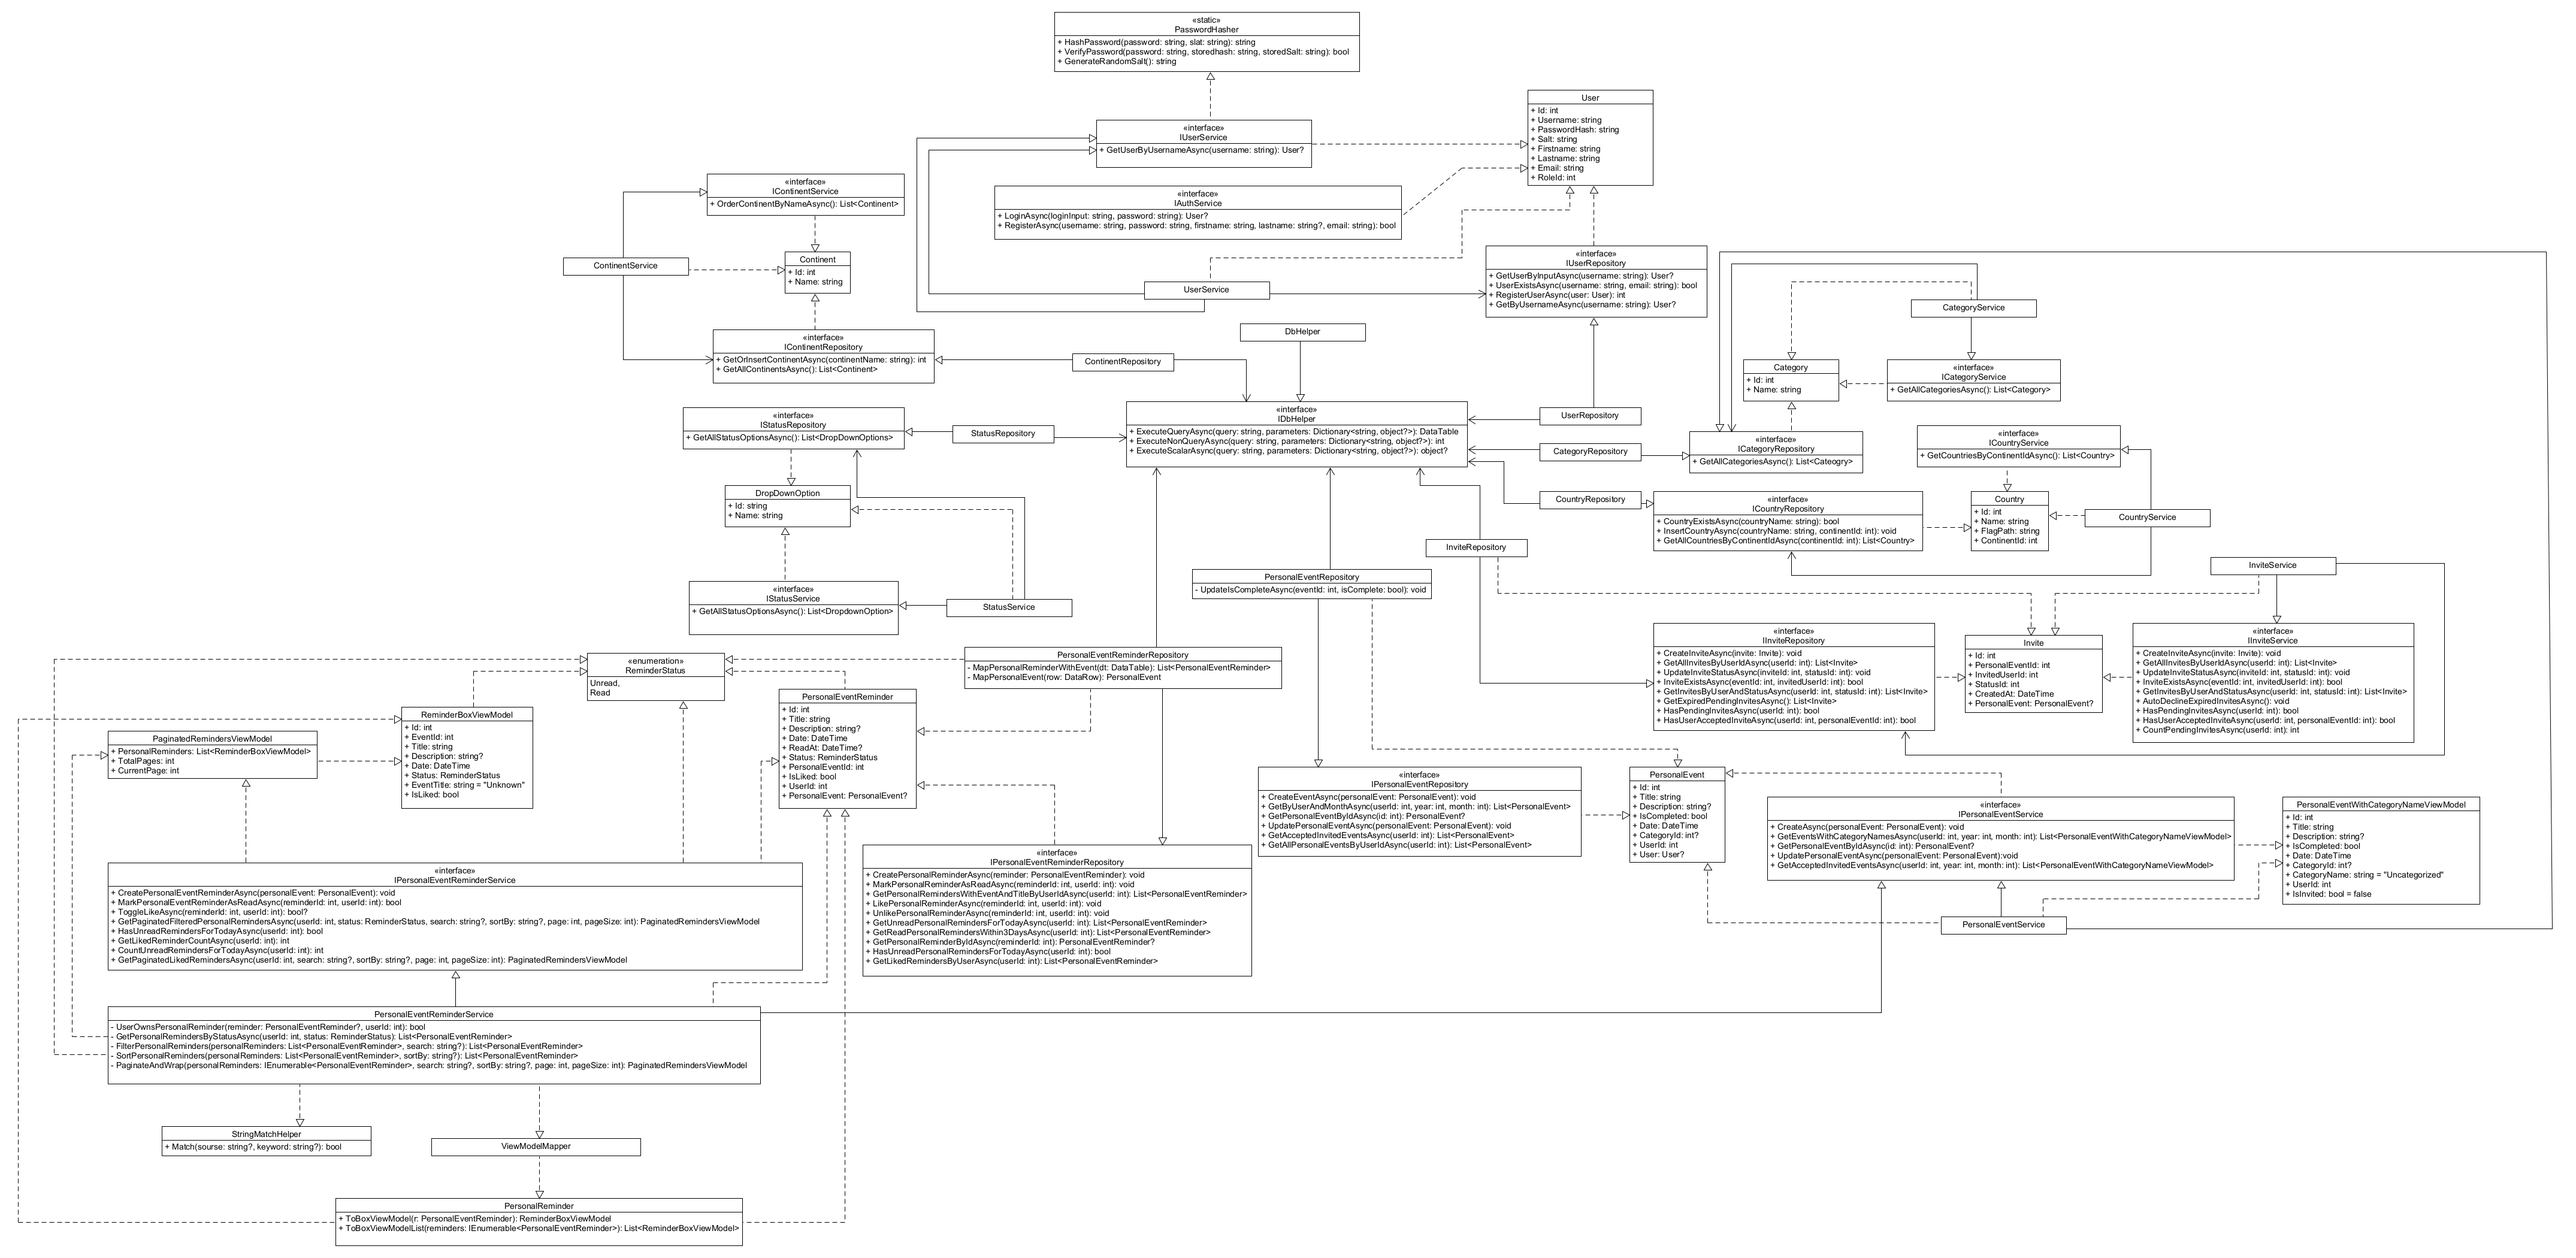 «static»
PasswordHasher
+ HashPassword(password: string, slat: string): string
+ VerifyPassword(password: string, storedhash: string, storedSalt: string): bool
+ GenerateRandomSalt(): string
User
+ Id: int
+ Username: string
+ PasswordHash: string
+ Salt: string
+ Firstname: string
+ Lastname: string
+ Email: string
+ RoleId: int
«interface»
IUserService
+ GetUserByUsernameAsync(username: string): User?
«interface»
IAuthService
+ LoginAsync(loginInput: string, password: string): User?
+ RegisterAsync(username: string, password: string, firstname: string, lastname: string?, email: string): bool
«interface»
IContinentService
+ OrderContinentByNameAsync(): List<Continent>
ContinentService
Continent
+ Id: int
+ Name: string
«interface»
IUserRepository
+ GetUserByInputAsync(username: string): User?
+ UserExistsAsync(username: string, email: string): bool
+ RegisterUserAsync(user: User): int
+ GetByUsernameAsync(username: string): User?
UserService
CategoryService
DbHelper
«interface»
IContinentRepository
+ GetOrInsertContinentAsync(continentName: string): int
+ GetAllContinentsAsync(): List<Continent>
ContinentRepository
Category
+ Id: int
+ Name: string
«interface»
ICategoryService
+ GetAllCategoriesAsync(): List<Category>
«interface»
IStatusRepository
+ GetAllStatusOptionsAsync(): List<DropDownOptions>
StatusRepository
«interface»
IDbHelper
+ ExecuteQueryAsync(query: string, parameters: Dictionary<string, object?>): DataTable
+ ExecuteNonQueryAsync(query: string, parameters: Dictionary<string, object?>): int
+ ExecuteScalarAsync(query: string, parameters: Dictionary<string, object?>): object?
UserRepository
CategoryRepository
«interface»
ICategoryRepository
+ GetAllCategoriesAsync(): List<Cateogry>
«interface»
ICountryService
+ GetCountriesByContinentIdAsync(): List<Country>
DropDownOption
+ Id: string
+ Name: string
CountryRepository
«interface»
ICountryRepository
+ CountryExistsAsync(countryName: string): bool
+ InsertCountryAsync(countryName: string, continentId: int): void
+ GetAllCountriesByContinentIdAsync(continentId: int): List<Country>
Country
+ Id: int
+ Name: string
+ FlagPath: string
+ ContinentId: int
CountryService
InviteRepository
InviteService
PersonalEventRepository
- UpdateIsCompleteAsync(eventId: int, isComplete: bool): void
«interface»
IStatusService
+ GetAllStatusOptionsAsync(): List<DropdownOption>
StatusService
«interface»
IInviteRepository
+ CreateInviteAsync(invite: Invite): void
+ GetAllInvitesByUserIdAsync(userId: int): List<Invite>
+ UpdateInviteStatusAsync(inviteId: int, statusId: int): void
+ InviteExistsAsync(eventId: int, invitedUserId: int): bool
+ GetInvitesByUserAndStatusAsync(userId: int, statusId: int): List<Invite>
+ GetExpiredPendingInvitesAsync(): List<Invite>
+ HasPendingInvitesAsync(userId: int): bool
+ HasUserAcceptedInviteAsync(userId: int, personalEventId: int): bool
Invite
+ Id: int
+ PersonalEventId: int
+ InvitedUserId: int
+ StatusId: int
+ CreatedAt: DateTime
+ PersonalEvent: PersonalEvent?
«interface»
IInviteService
+ CreateInviteAsync(invite: Invite): void
+ GetAllInvitesByUserIdAsync(userId: int): List<Invite>
+ UpdateInviteStatusAsync(inviteId: int, statusId: int): void
+ InviteExistsAsync(eventId: int, invitedUserId: int): bool
+ GetInvitesByUserAndStatusAsync(userId: int, statusId: int): List<Invite>
+ AutoDeclineExpiredInvitesAsync(): void
+ HasPendingInvitesAsync(userId: int): bool
+ HasUserAcceptedInviteAsync(userId: int, personalEventId: int): bool
+ CountPendingInvitesAsync(userId: int): int
«enumeration»
ReminderStatus
Unread,
Read
PersonalEventReminderRepository
- MapPersonalReminderWithEvent(dt: DataTable): List<PersonalEventReminder>
- MapPersonalEvent(row: DataRow): PersonalEvent
PersonalEventReminder
+ Id: int
+ Title: string
+ Description: string?
+ Date: DateTime
+ ReadAt: DateTime?
+ Status: ReminderStatus
+ PersonalEventId: int
+ IsLiked: bool
+ UserId: int
+ PersonalEvent: PersonalEvent?
ReminderBoxViewModel
+ Id: int
+ EventId: int
+ Title: string
+ Description: string?
+ Date: DateTime
+ Status: ReminderStatus
+ EventTitle: string = "Unknown"
+ IsLiked: bool
PaginatedRemindersViewModel
+ PersonalReminders: List<ReminderBoxViewModel>
+ TotalPages: int
+ CurrentPage: int
«interface»
IPersonalEventRepository
+ CreateEventAsync(personalEvent: PersonalEvent): void
+ GetByUserAndMonthAsync(userId: int, year: int, month: int): List<PersonalEvent>
+ GetPersonalEventByIdAsync(id: int): PersonalEvent?
+ UpdatePersonalEventAsync(personalEvent: PersonalEvent): void
+ GetAcceptedInvitedEventsAsync(userId: int): List<PersonalEvent>
+ GetAllPersonalEventsByUserIdAsync(userId: int): List<PersonalEvent>
PersonalEvent
+ Id: int
+ Title: string
+ Description: string?
+ IsCompleted: bool
+ Date: DateTime
+ CategoryId: int?
+ UserId: int
+ User: User?
«interface»
IPersonalEventService
+ CreateAsync(personalEvent: PersonalEvent): void
+ GetEventsWithCategoryNamesAsync(userId: int, year: int, month: int): List<PersonalEventWithCategoryNameViewModel>
+ GetPersonalEventByIdAsync(id: int): PersonalEvent?
+ UpdatePersonalEventAsync(personalEvent: PersonalEvent):void
+ GetAcceptedInvitedEventsAsync(userId: int, year: int, month: int): List<PersonalEventWithCategoryNameViewModel>
PersonalEventWithCategoryNameViewModel
+ Id: int
+ Title: string
+ Description: string?
+ IsCompleted: bool
+ Date: DateTime
+ CategoryId: int?
+ CategoryName: string = "Uncategorized"
+ UserId: int
+ IsInvited: bool = false
«interface»
IPersonalEventReminderService
+ CreatePersonalEventReminderAsync(personalEvent: PersonalEvent): void
+ MarkPersonalEventReminderAsReadAsync(reminderId: int, userId: int): bool
+ ToggleLikeAsync(reminderId: int, userId: int): bool?
+ GetPaginatedFilteredPersonalRemindersAsync(userId: int, status: ReminderStatus, search: string?, sortBy: string?, page: int, pageSize: int): PaginatedRemindersViewModel
+ HasUnreadRemindersForTodayAsync(userId: int): bool
+ GetLikedReminderCountAsync(userId: int): int
+ CountUnreadRemindersForTodayAsync(userId: int): int
+ GetPaginatedLikedRemindersAsync(userId: int, search: string?, sortBy: string?, page: int, pageSize: int): PaginatedRemindersViewModel
«interface»
IPersonalEventReminderRepository
+ CreatePersonalReminderAsync(reminder: PersonalEventReminder): void
+ MarkPersonalReminderAsReadAsync(reminderId: int, userId: int): void
+ GetPersonalRemindersWithEventAndTitleByUserIdAsync(userId: int): List<PersonalEventReminder>
+ LikePersonalReminderAsync(reminderId: int, userId: int): void
+ UnlikePersonalReminderAsync(reminderId: int, userId: int): void
+ GetUnreadPersonalRemindersForTodayAsync(userId: int): List<PersonalEventReminder>
+ GetReadPersonalRemindersWithin3DaysAsync(userId: int): List<PersonalEventReminder>
+ GetPersonalReminderByIdAsync(reminderId: int): PersonalEventReminder?
+ HasUnreadPersonalRemindersForTodayAsync(userId: int): bool
+ GetLikedRemindersByUserAsync(userId: int): List<PersonalEventReminder>
PersonalEventService
PersonalEventReminderService
- UserOwnsPersonalReminder(reminder: PersonalEventReminder?, userId: int): bool
- GetPersonalRemindersByStatusAsync(userId: int, status: ReminderStatus): List<PersonalEventReminder>
- FilterPersonalReminders(personalReminders: List<PersonalEventReminder>, search: string?): List<PersonalEventReminder>
- SortPersonalReminders(personalReminders: List<PersonalEventReminder>, sortBy: string?): List<PersonalEventReminder>
- PaginateAndWrap(personalReminders: IEnumerable<PersonalEventReminder>, search: string?, sortBy: string?, page: int, pageSize: int): PaginatedRemindersViewModel
StringMatchHelper
+ Match(sourse: string?, keyword: string?): bool
ViewModelMapper
PersonalReminder
+ ToBoxViewModel(r: PersonalEventReminder): ReminderBoxViewModel
+ ToBoxViewModelList(reminders: IEnumerable<PersonalEventReminder>): List<ReminderBoxViewModel>